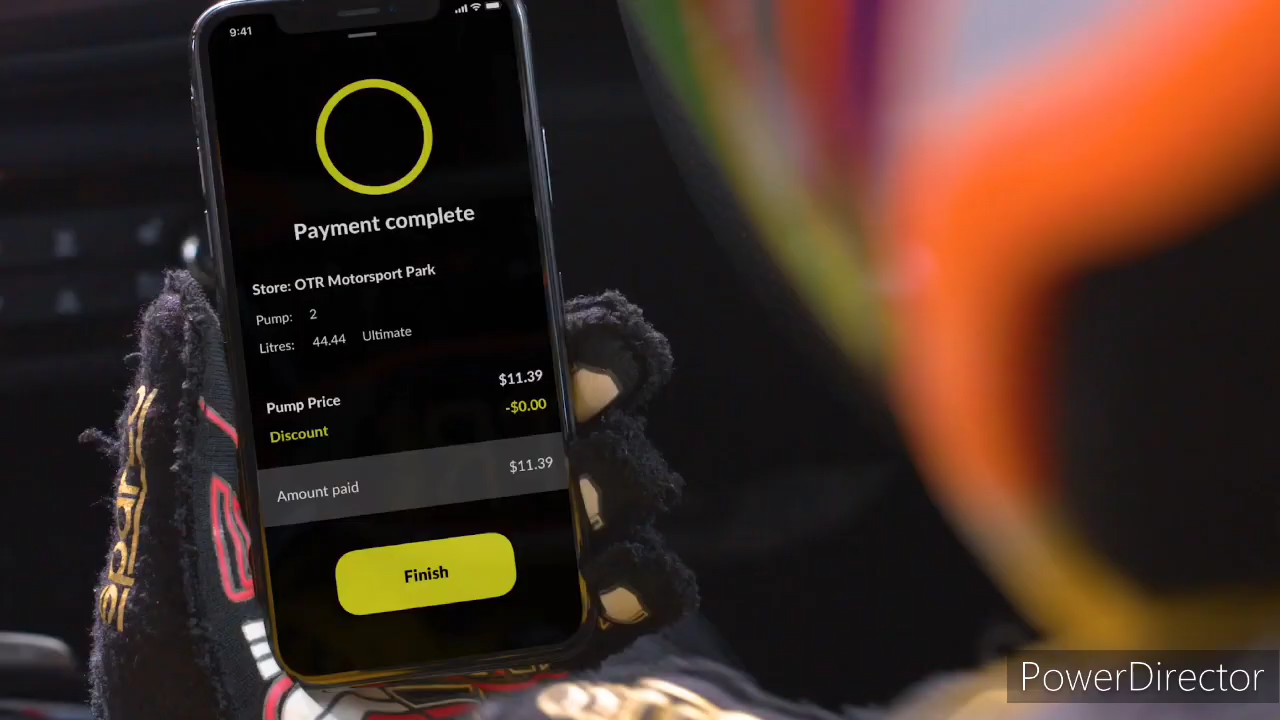 9:41
Payment complete
Store: OTR Motorsport Park
Pump: 2
Litres: 44.44 Ultimate
Pump Price $11.39
Discount -$0.00
Amount paid $11.39
Finish
PowerDirector